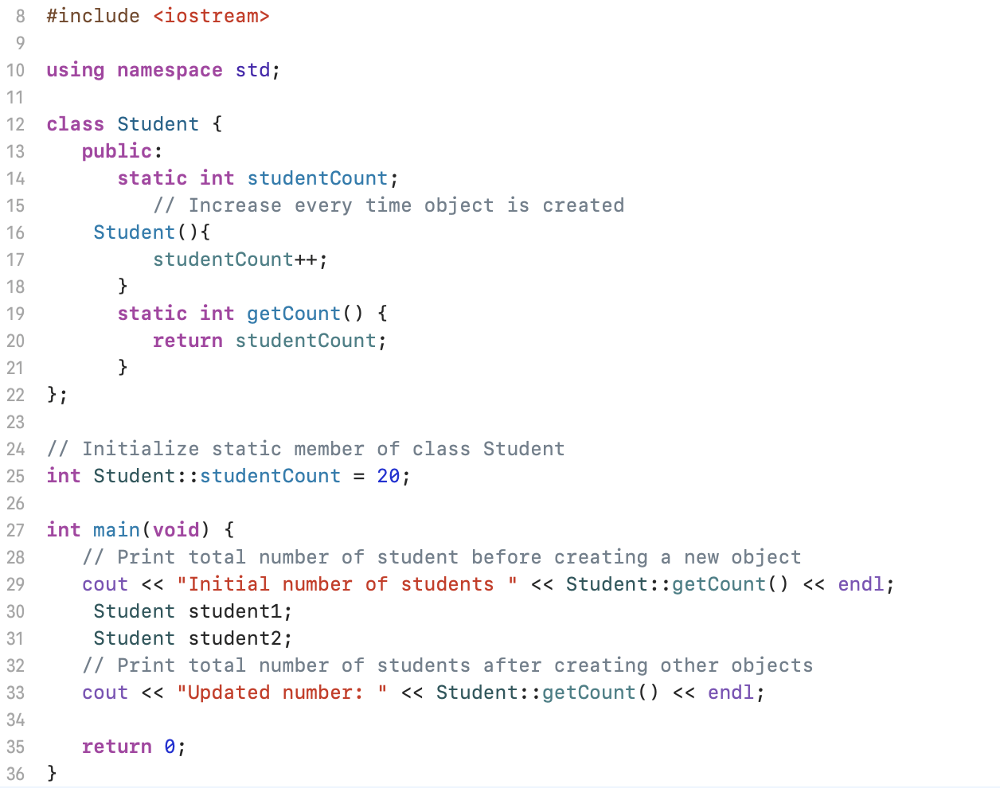 8 #include <iostream>
9
10 using namespace std;
11
12 class Student {
13    public:
14       static int studentCount;
15          // Increase every time object is created
16     Student(){
17          studentCount++;
18       }
19       static int getCount() {
20          return studentCount;
21       }
22 };
23
24 // Initialize static member of class Student
25 int Student::studentCount = 20;
26
27 int main(void) {
28    // Print total number of student before creating a new object
29    cout << "Initial number of students " << Student::getCount() << endl;
30     Student student1;
31     Student student2;
32    // Print total number of students after creating other objects
33    cout << "Updated number: " << Student::getCount() << endl;
34
35    return 0;
36 }